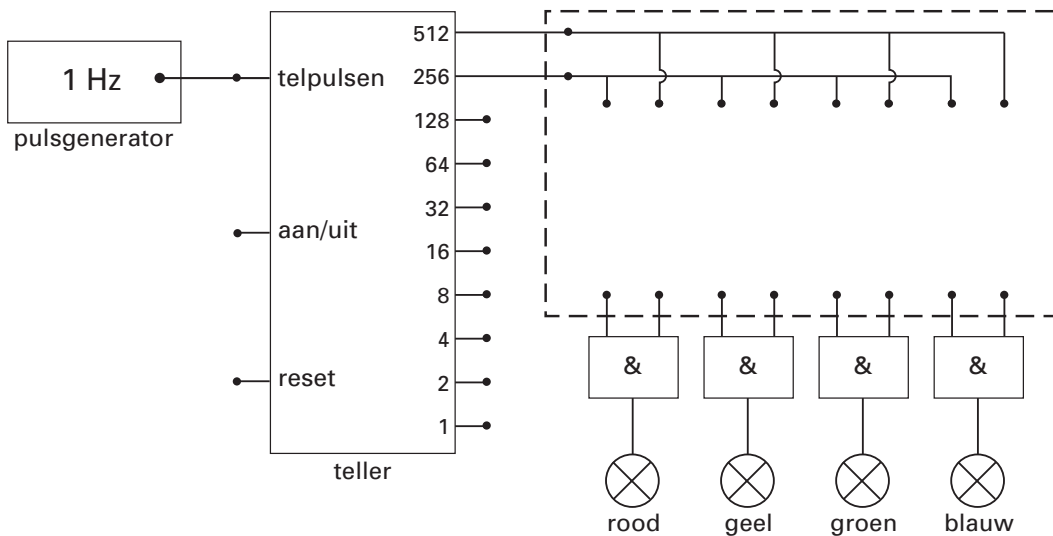 1 Hz
pulsgenerator
telpulsen
aan/uit
reset
512
256
128
64
32
16
8
4
2
1
teller
& & & &
rood geel groen blauw